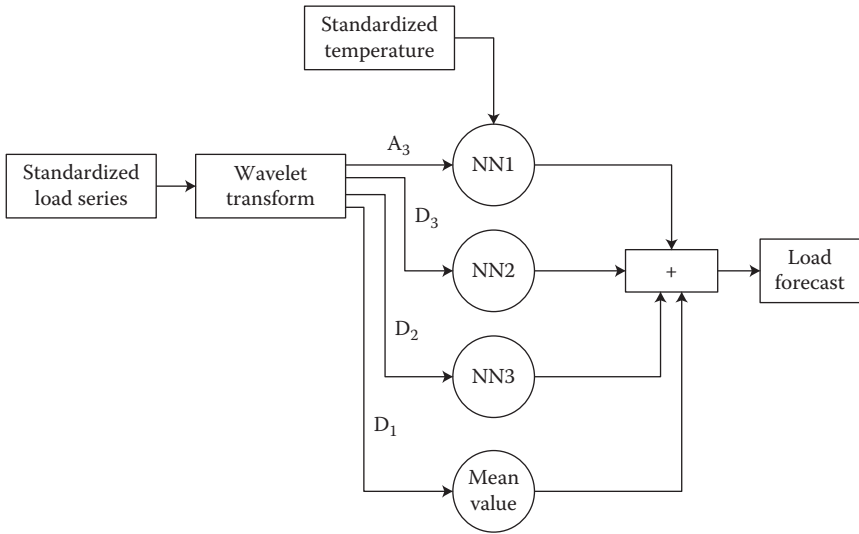 Standardized
temperature
A3
NN1
Standardized
load series
Wavelet
transform
D3
NN2
+
Load
forecast
D2
NN3
D1
Mean
value